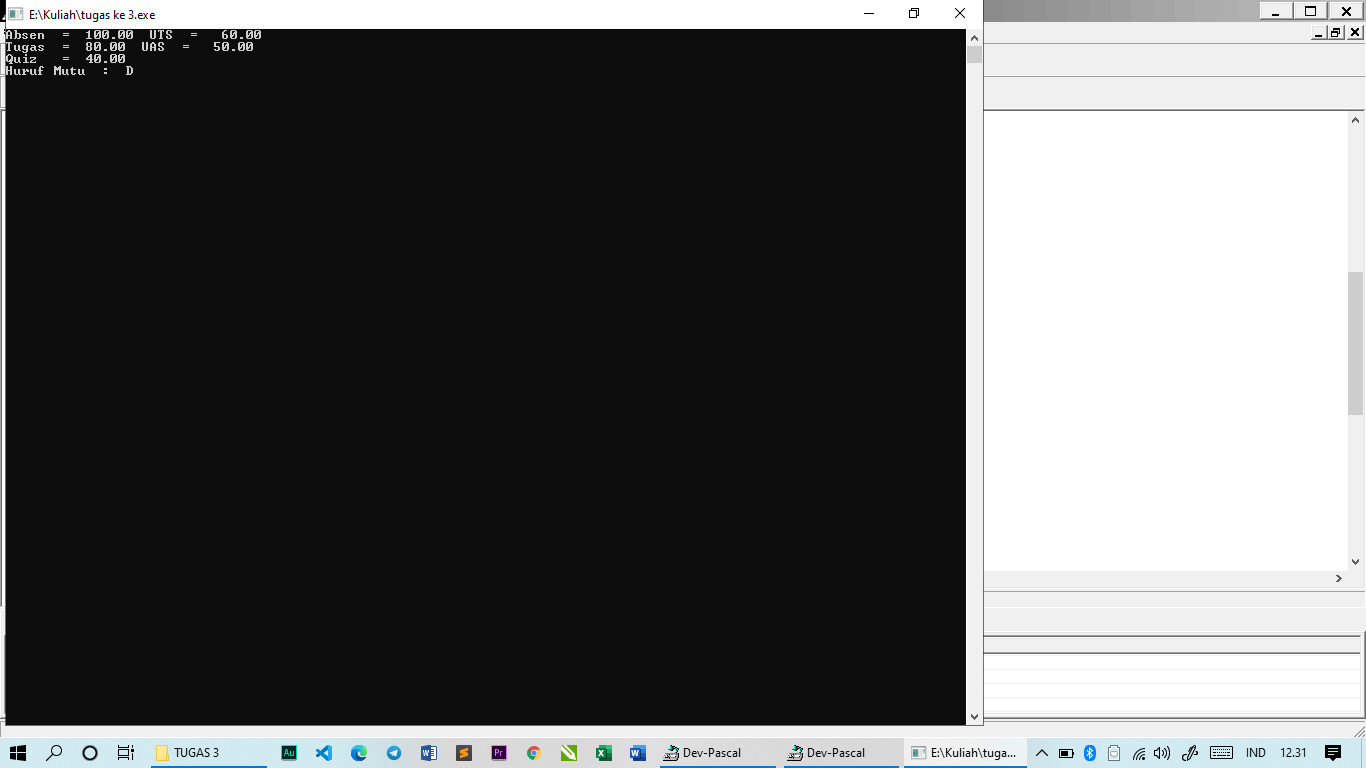 E:\Kuliah\tugas ke 3.exe
Absen = 100.00 UTS = 60.00
Tugas = 80.00 UAS = 50.00
Quiz = 40.00
Huruf Mutu : D
TUGAS 3
Au
Pr
Dev-Pascal
Dev-Pascal
E:\Kuliah\tuga...
IND
12.31